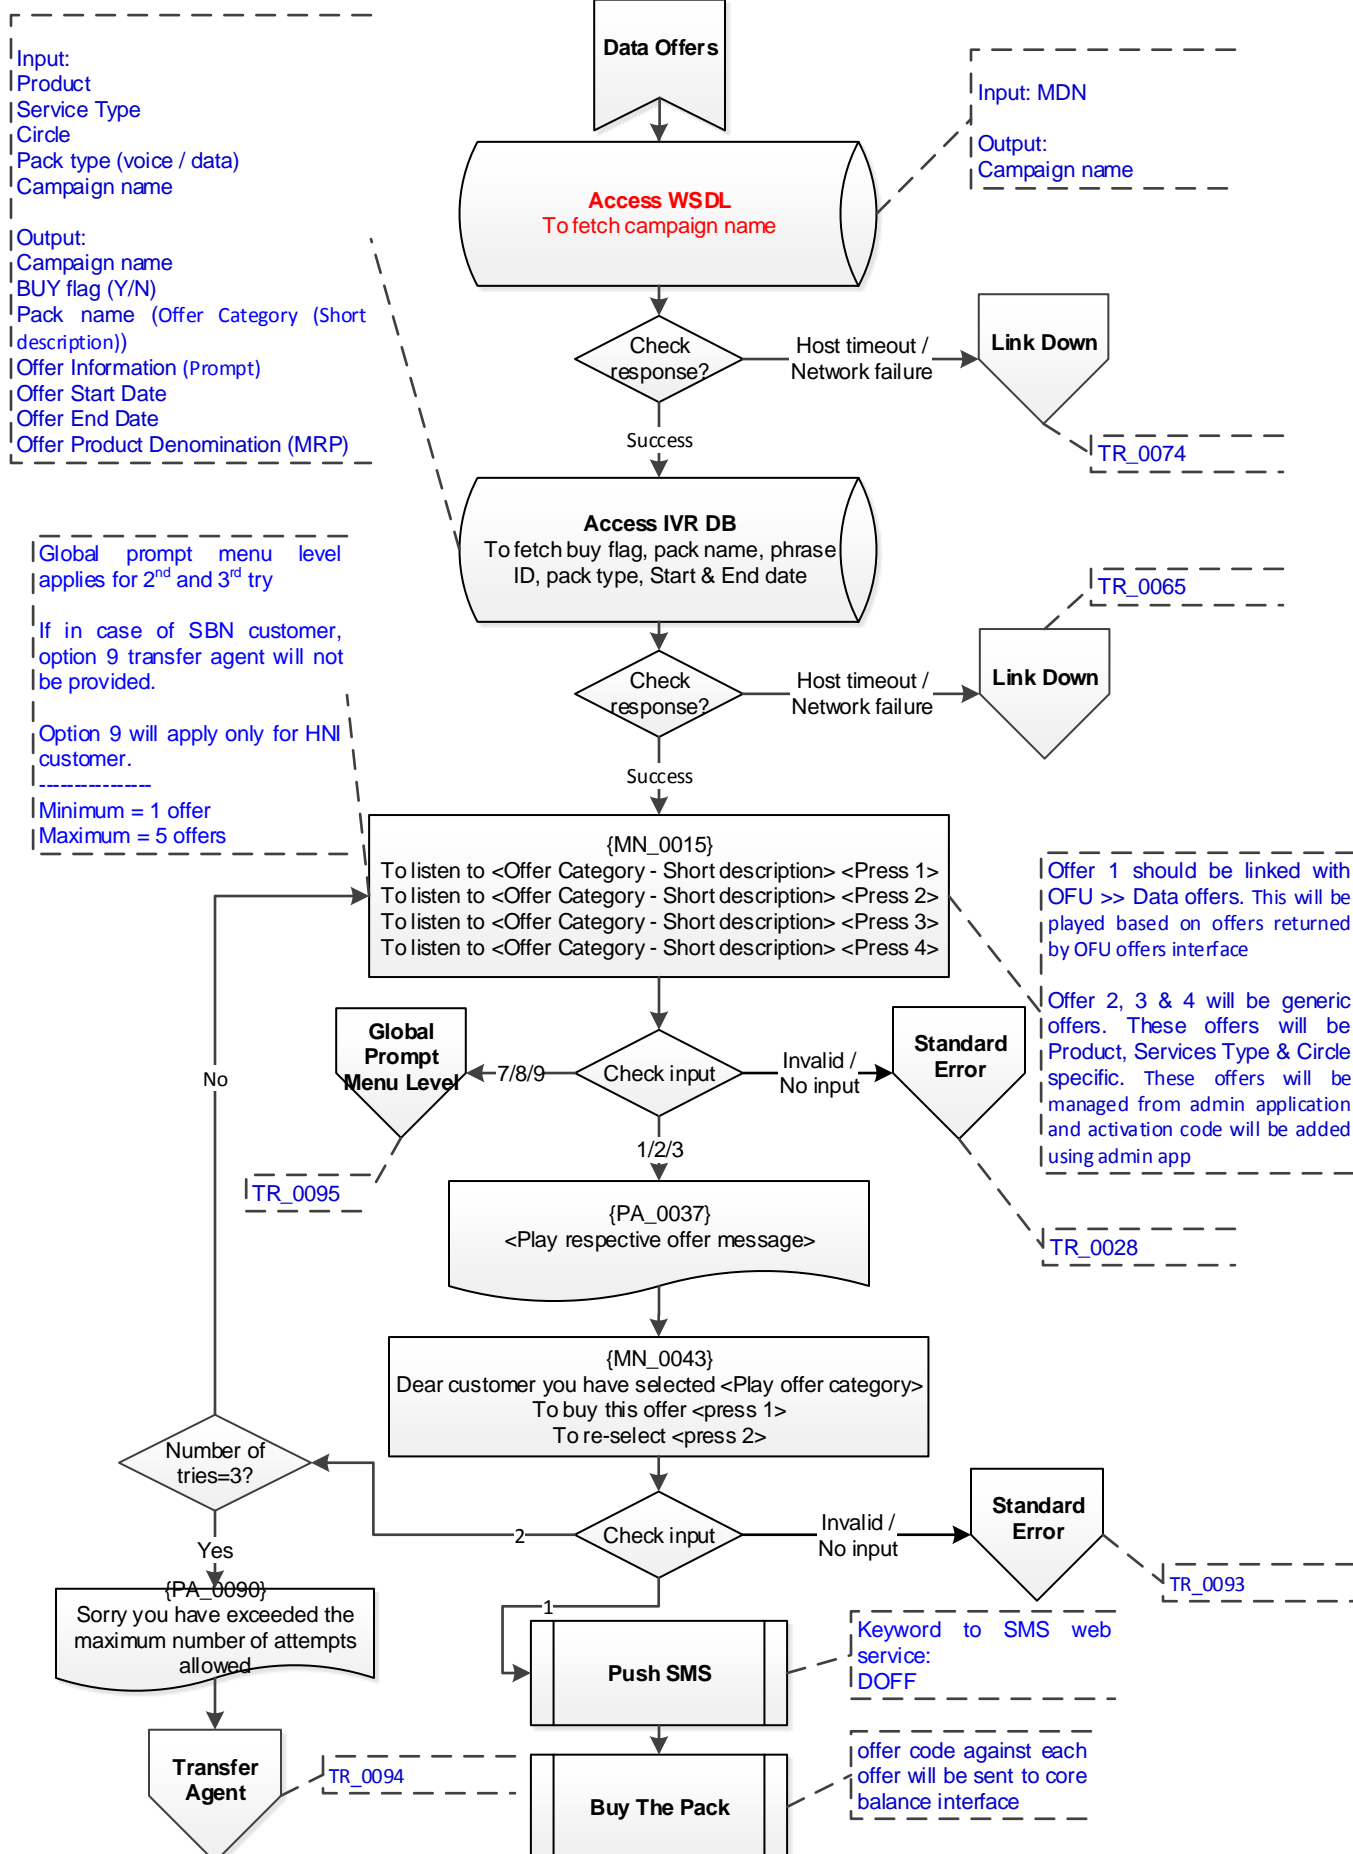 Data Offers
Input:
Product
Service Type
Circle
Pack type (voice / data)
Campaign name
Output:
Campaign name
BUY flag (Y/N)
Pack name (Offer Category (Short
description))
Offer Information (Prompt)
Offer Start Date
Offer End Date
Offer Product Denomination (MRP)
Input: MDN
Output:
Campaign name
Access WSDL
To fetch campaign name
Check
response?
Host timeout /
Network failure
Link Down
TR_0074
Success
Access IVR DB
To fetch buy flag, pack name, phrase
ID, pack type, Start & End date
Global prompt menu level
applies for 2nd and 3rd try
If in case of SBN customer,
option 9 transfer agent will not
be provided.
Option 9 will apply only for HNI
customer.
----------------
Minimum = 1 offer
Maximum = 5 offers
TR_0065
Check
response?
Host timeout /
Network failure
Link Down
Success
{MN_0015}
To listen to <Offer Category - Short description> <Press 1>
To listen to <Offer Category - Short description> <Press 2>
To listen to <Offer Category - Short description> <Press 3>
To listen to <Offer Category - Short description> <Press 4>
Offer 1 should be linked with
OFU >> Data offers. This will be
played based on offers returned
by OFU offers interface
Offer 2, 3 & 4 will be generic
offers. These offers will be
Product, Services Type & Circle
specific. These offers will be
managed from admin application
and activation code will be added
using admin app
Global
Prompt
Menu Level
7/8/9
Check input
Invalid /
No input
Standard
Error
No
1/2/3
TR_0095
TR_0028
{PA_0037}
<Play respective offer message>
{MN_0043}
Dear customer you have selected <Play offer category>
To buy this offer <press 1>
To re-select <press 2>
Number of
tries=3?
2
Check input
Invalid /
No input
Standard
Error
TR_0093
Yes
1
{PA_0090}
Sorry you have exceeded the
maximum number of attempts
allowed
Push SMS
Keyword to SMS web
service:
DOFF
Transfer
Agent
TR_0094
Buy The Pack
offer code against each
offer will be sent to core
balance interface